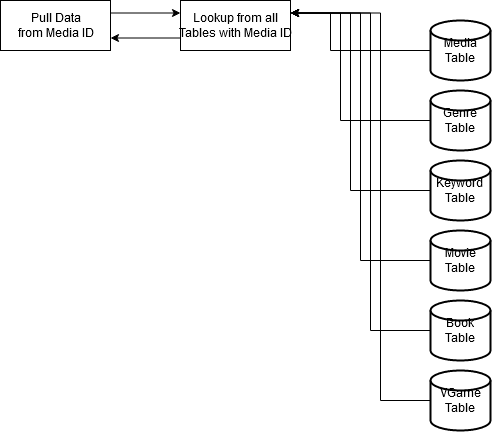 Pull Data
from Media ID
Lookup from all
Tables with Media ID
Media
Table
Genre
Table
Keyword
Table
Movie
Table
Book
Table
VGame
Table